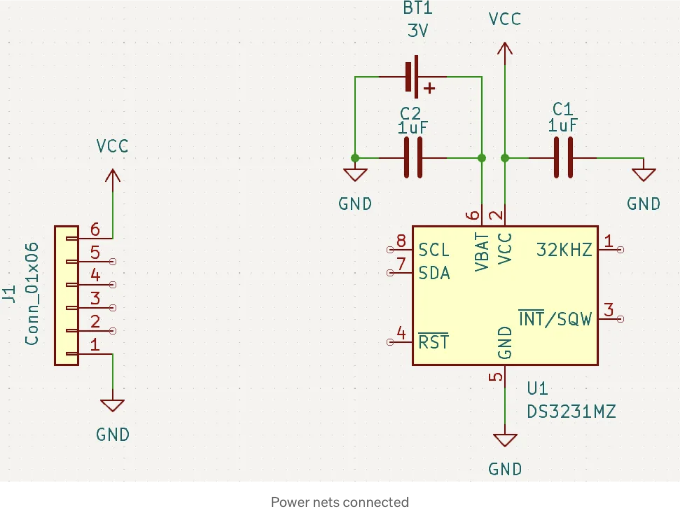 BT1
3V
VCC
C2
1uF
C1
1uF
VCC
GND
GND
6
2
J1
Conn_01x06
6
5
4
3
2
1
8
SCL
VBAT
VCC
32KHZ
1
7
SDA
INT/SQW
3
4
RST
GND
5
U1
DS3231MZ
GND
GND
Power nets connected